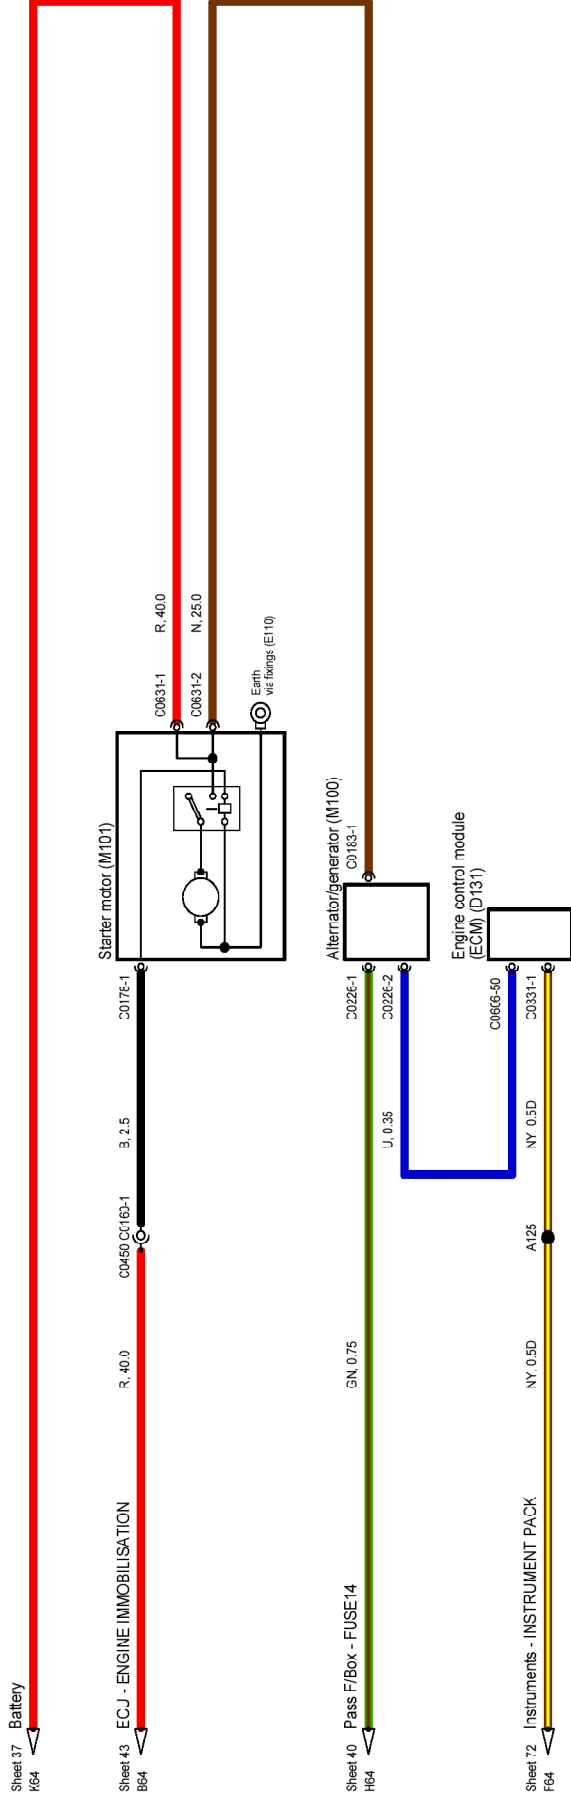 Sheet 37 Battery
K64
Sheet 43 ECJ - ENGINE IMMOBILISATION
B64
Sheet 40 Pass F/Box - FUSE14
H64
Sheet 72 Instruments - INSTRUMENT PACK
F64
R, 40.0
C0450 C0160-1
B, 2.5
C0178-1
Starter motor (M101)
C0631-1
R, 40.0
C0631-2
N, 25.0
Earth
via fixings (E110)
GN, 0.75
U, 0.35
C0226-1
C0226-2
Alternator/generator (M100)
C0183-1
NY, 0.5D
A125
NY, 0.5D
C0606-50
C0331-1
Engine control module
(ECM) (D131)